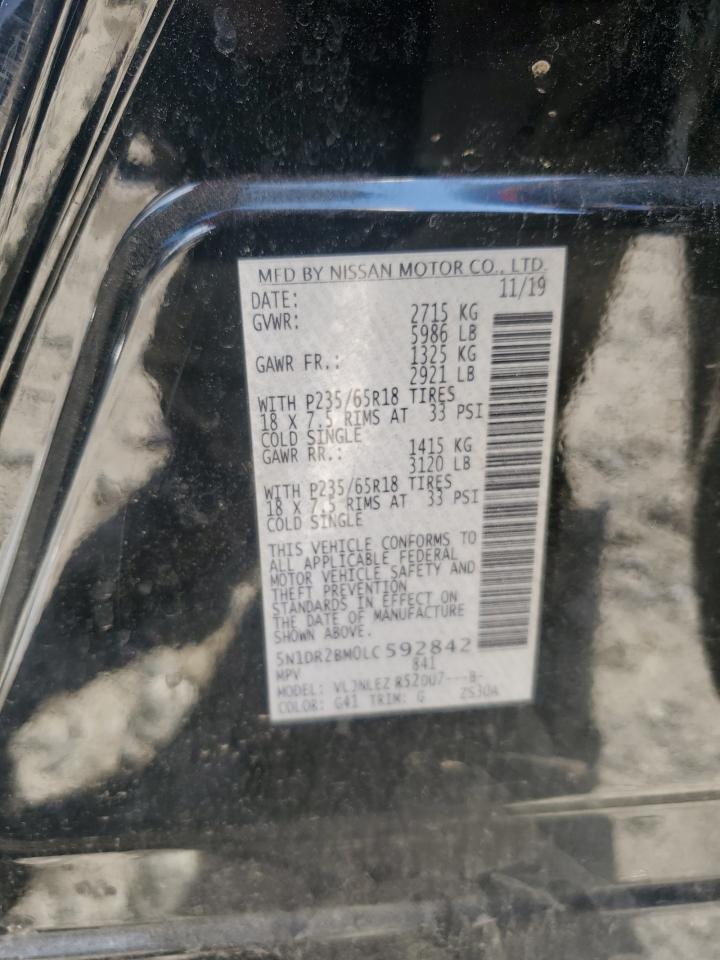 MFD BY NISSAN MOTOR CO., LTD.
DATE: 11/19
GVWR: 2715 KG
5986 LB
GAWR FR.: 1325 KG
2921 LB
WITH P235/65R18 TIRES
18 X 7.5 RIMS AT 33 PSI
COLD SINGLE
GAWR RR.: 1415 KG
3120 LB
WITH P235/65R18 TIRES
18 X 7.5 RIMS AT 33 PSI
COLD SINGLE
THIS VEHICLE CONFORMS TO
ALL APPLICABLE FEDERAL
MOTOR VEHICLE SAFETY AND
THEFT PREVENTION
STANDARDS IN EFFECT ON
THE DATE OF MANUFACTURE
SHOWN ABOVE.
5N1DR2BM0LC592842
MPV 841
MODEL: VLJNLEZ R520U7---B-
COLOR: G41 TRIM: G ZS30A